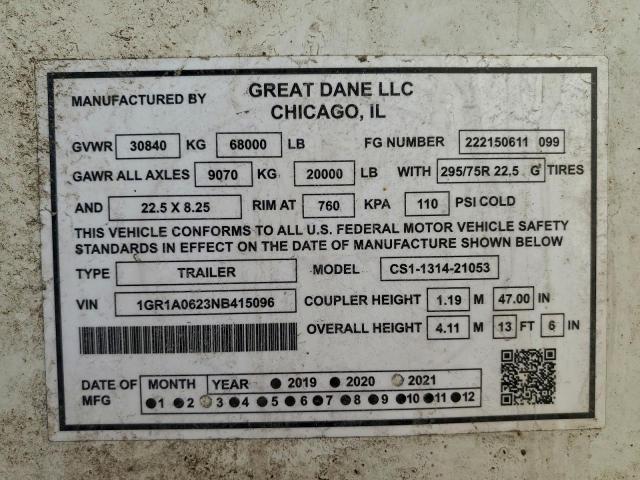 MANUFACTURED BY GREAT DANE LLC
CHICAGO, IL
GVWR 30840 KG 68000 LB FG NUMBER 222150611 099
GAWR ALL AXLES 9070 KG 20000 LB WITH 295/75R 22.5 G TIRES
AND 22.5 X 8.25 RIM AT 760 KPA 110 PSI COLD
THIS VEHICLE CONFORMS TO ALL U.S. FEDERAL MOTOR VEHICLE SAFETY
STANDARDS IN EFFECT ON THE DATE OF MANUFACTURE SHOWN BELOW
TYPE TRAILER MODEL CS1-1314-21053
VIN 1GR1A0623NB415096 COUPLER HEIGHT 1.19 M 47.00 IN
OVERALL HEIGHT 4.11 M 13 FT 6 IN
DATE OF MFG MONTH YEAR 2019 2020 2021
1 2 3 4 5 6 7 8 9 10 11 12